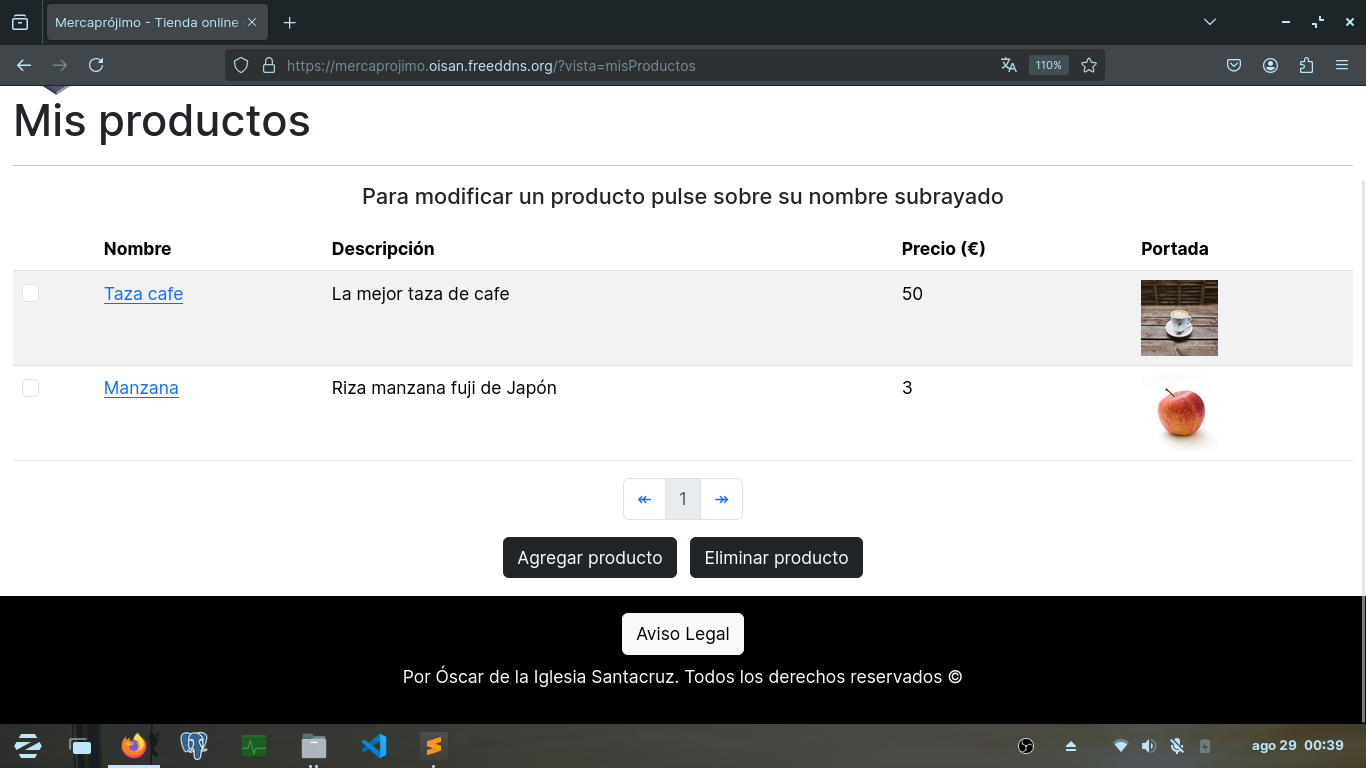 Mercaprójimo - Tienda online
https://mercaprojimo.oisan.freeddns.org/?vista=misProductos
110%
Mis productos
Para modificar un producto pulse sobre su nombre subrayado
Nombre Descripción Precio (€) Portada
Taza cafe La mejor taza de cafe 50
Manzana Riza manzana fuji de Japón 3
↞ 1 ↠
Agregar producto Eliminar producto
Aviso Legal
Por Óscar de la Iglesia Santacruz. Todos los derechos reservados ©
ago 29 00:39